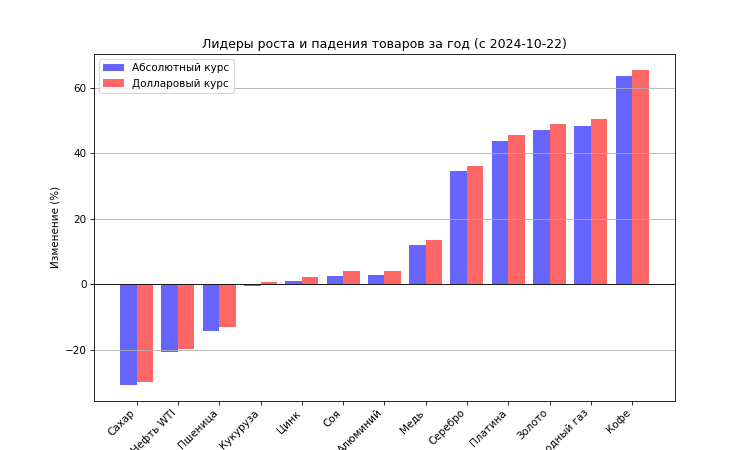 Лидеры роста и падения товаров за год (с 2024-10-22)
Абсолютный курс
Долларовый курс
Изменение (%)
60
40
20
0
−20
Сахар
Нефть WTI
Пшеница
Кукуруза
Цинк
Соя
Алюминий
Медь
Серебро
Платина
Золото
газ
Кофе